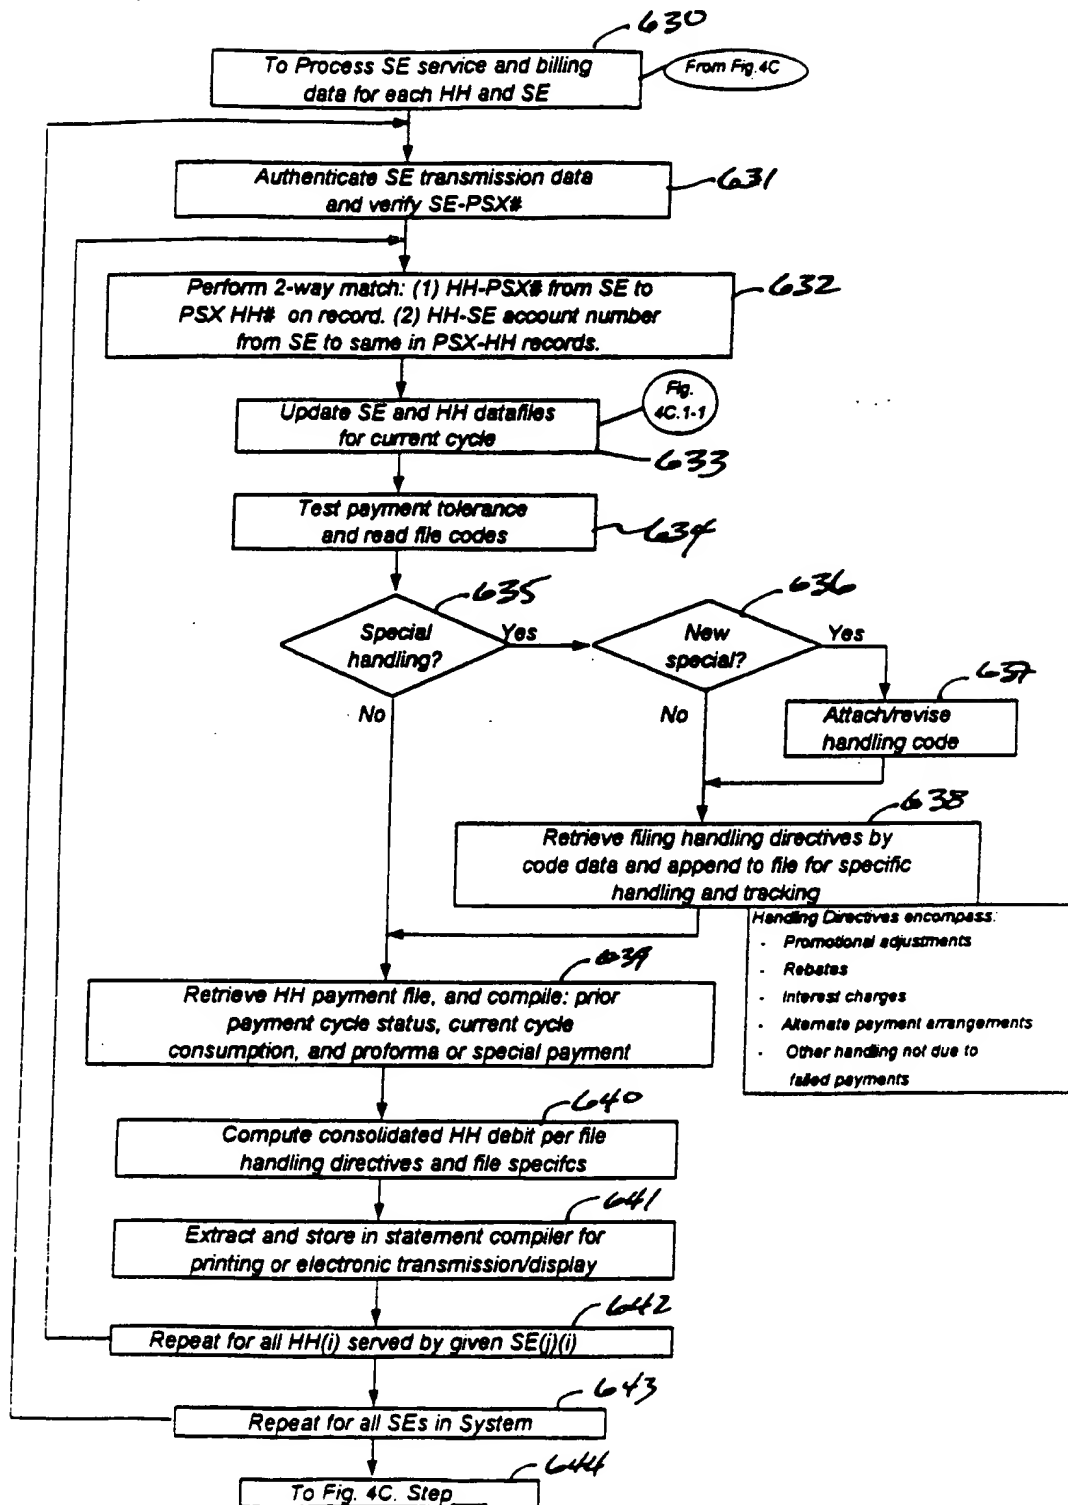 630
To Process SE service and billing
data for each HH and SE
From Fig.4C
Authenticate SE transmission data
and verify SE-PSX#
631
Perform 2-way match: (1) HH-PSX# from SE to
PSX HH# on record. (2) HH-SE account number
from SE to same in PSX-HH records.
632
Update SE and HH datafiles
for current cycle
Fig.
4C.1-1
633
Test payment tolerance
and read file codes
634
635
Special
handling?
Yes
No
636
New
special?
Yes
No
637
Attach/revise
handling code
638
Retrieve filing handling directives by
code data and append to file for specific
handling and tracking
Handling Directives encompass:
- Promotional adjustments
- Rebates
- Interest charges
- Alternate payment arrangements
- Other handling not due to
failed payments
639
Retrieve HH payment file, and compile: prior
payment cycle status, current cycle
consumption, and proforma or special payment
640
Compute consolidated HH debit per file
handling directives and file specifcs
641
Extract and store in statement compiler for
printing or electronic transmission/display
642
Repeat for all HH(i) served by given SE(j)(i)
643
Repeat for all SEs in System
644
To Fig. 4C. Step